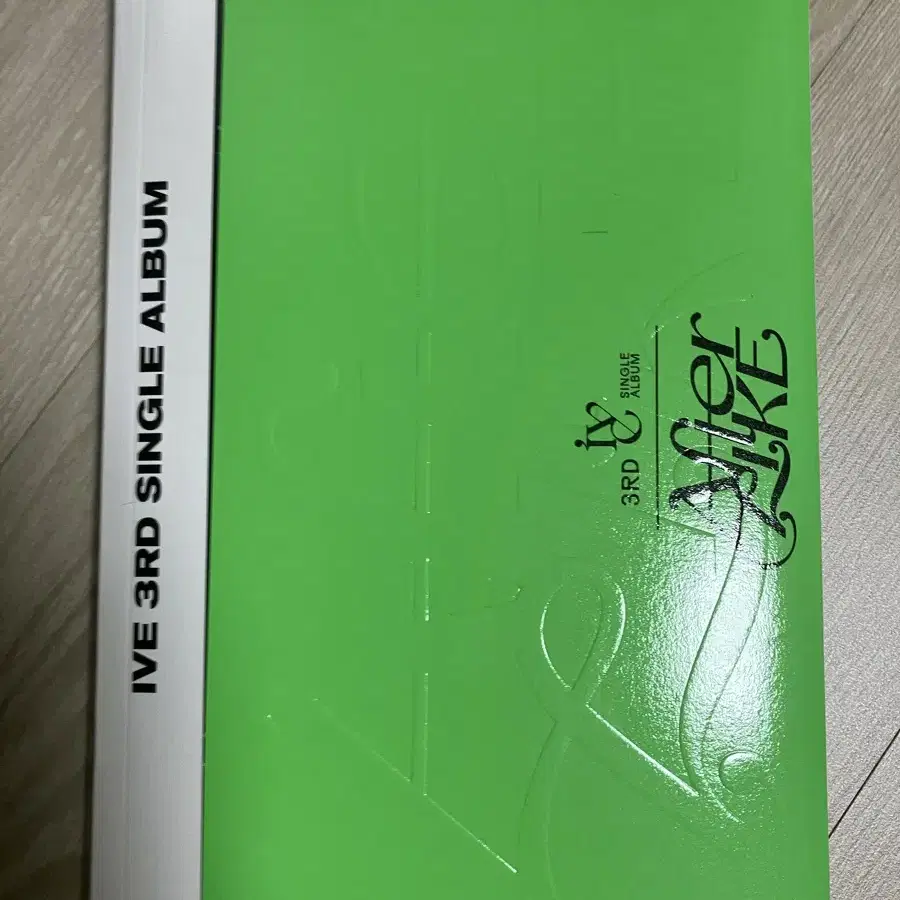 IVE 3RD SINGLE ALBUM
IVE
3RD SINGLE
ALBUM
After
LIKE